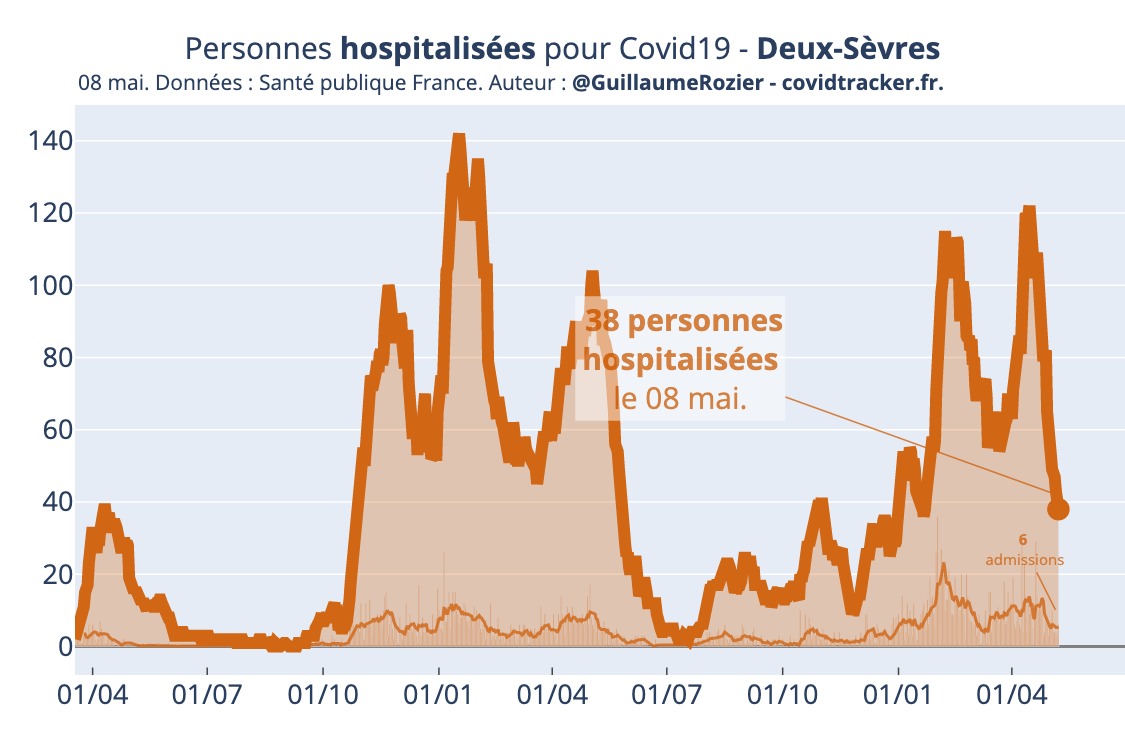 Personnes hospitalisées pour Covid19 - Deux-Sèvres
08 mai. Données : Santé publique France. Auteur : @GuillaumeRozier - covidtracker.fr.
140
120
100
80
60
40
20
0
38 personnes
hospitalisées
le 08 mai.
6
admissions
01/04 01/07 01/10 01/01 01/04 01/07 01/10 01/01 01/04